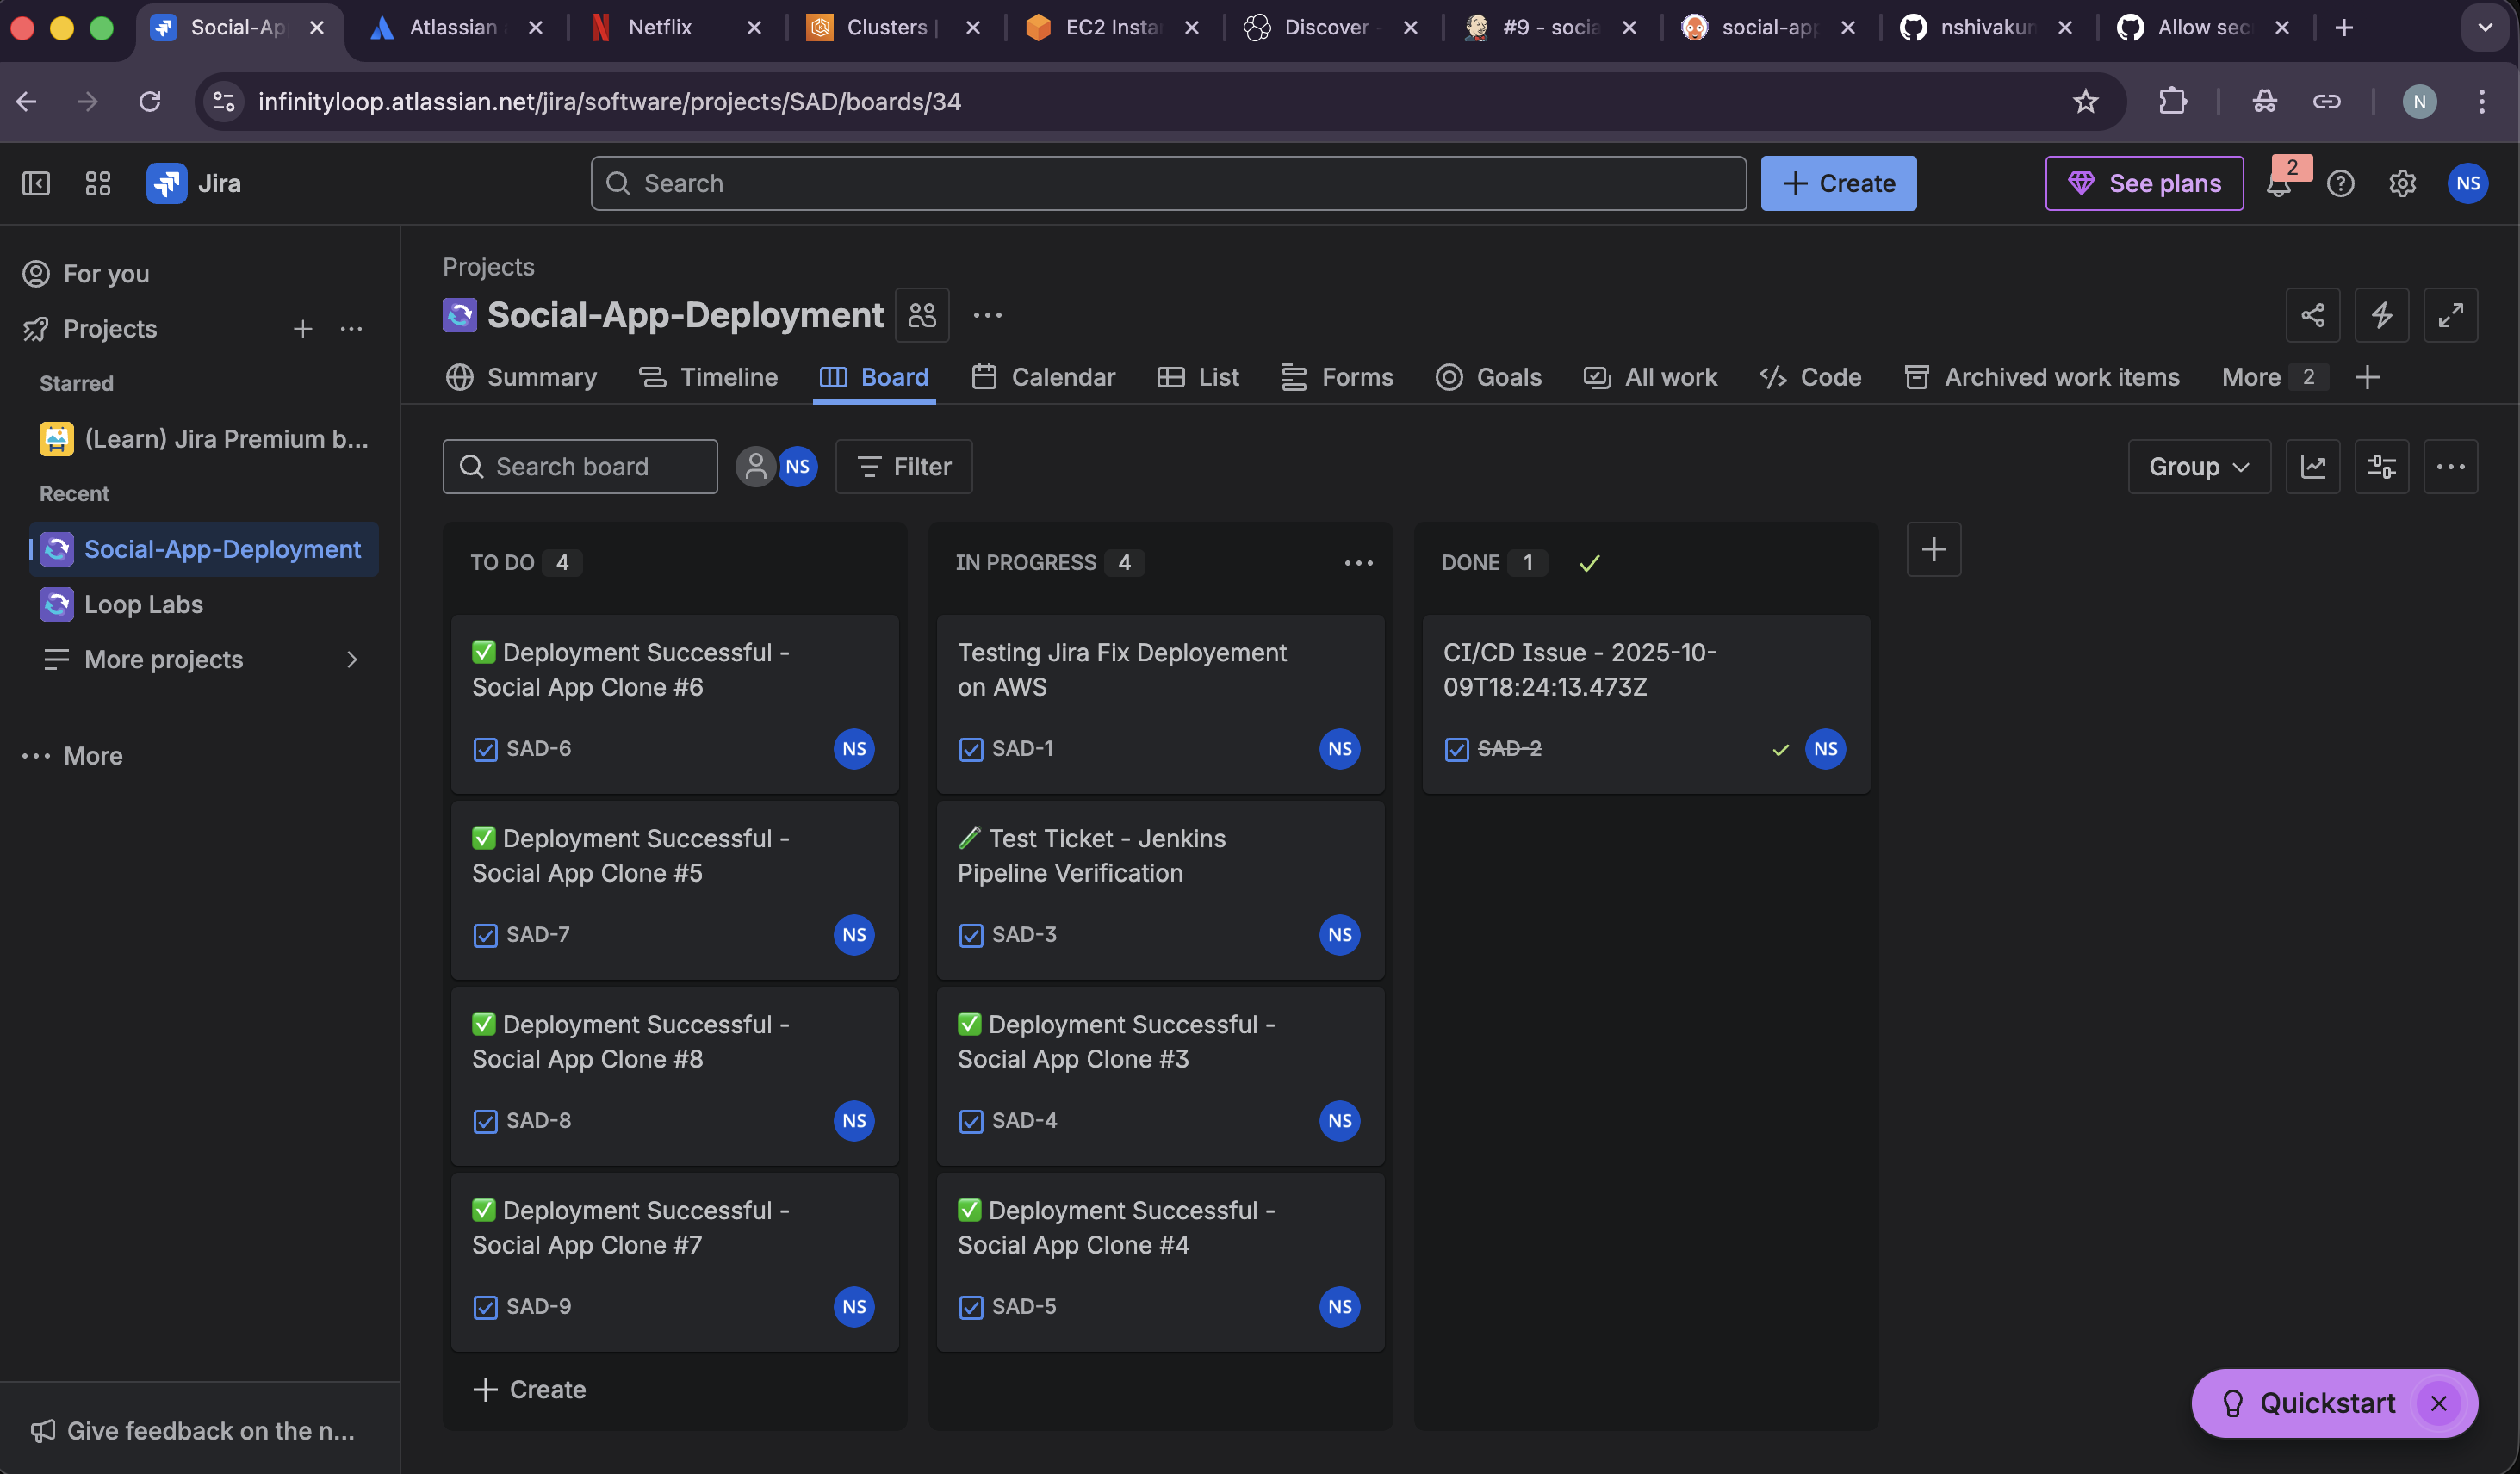 Social-Ap
Atlassian
Netflix
Clusters |
EC2 Insta
Discover -
#9 - socia
social-app
nshivakun
Allow sec
infinityloop.atlassian.net/jira/software/projects/SAD/boards/34
N
Jira
Search
Create
See plans
2
NS
For you
Projects
Starred
(Learn) Jira Premium b...
Recent
Social-App-Deployment
Loop Labs
More projects
More
Give feedback on the n...
Projects
Social-App-Deployment
Summary
Timeline
Board
Calendar
List
Forms
Goals
All work
Code
Archived work items
More 2
Search board
NS
Filter
Group
TO DO 4
✅ Deployment Successful -
Social App Clone #6
SAD-6
NS
✅ Deployment Successful -
Social App Clone #5
SAD-7
NS
✅ Deployment Successful -
Social App Clone #8
SAD-8
NS
✅ Deployment Successful -
Social App Clone #7
SAD-9
NS
Create
IN PROGRESS 4
Testing Jira Fix Deployement
on AWS
SAD-1
NS
🧪 Test Ticket - Jenkins
Pipeline Verification
SAD-3
NS
✅ Deployment Successful -
Social App Clone #3
SAD-4
NS
✅ Deployment Successful -
Social App Clone #4
SAD-5
NS
DONE 1
CI/CD Issue - 2025-10-
09T18:24:13.473Z
SAD-2
NS
Quickstart